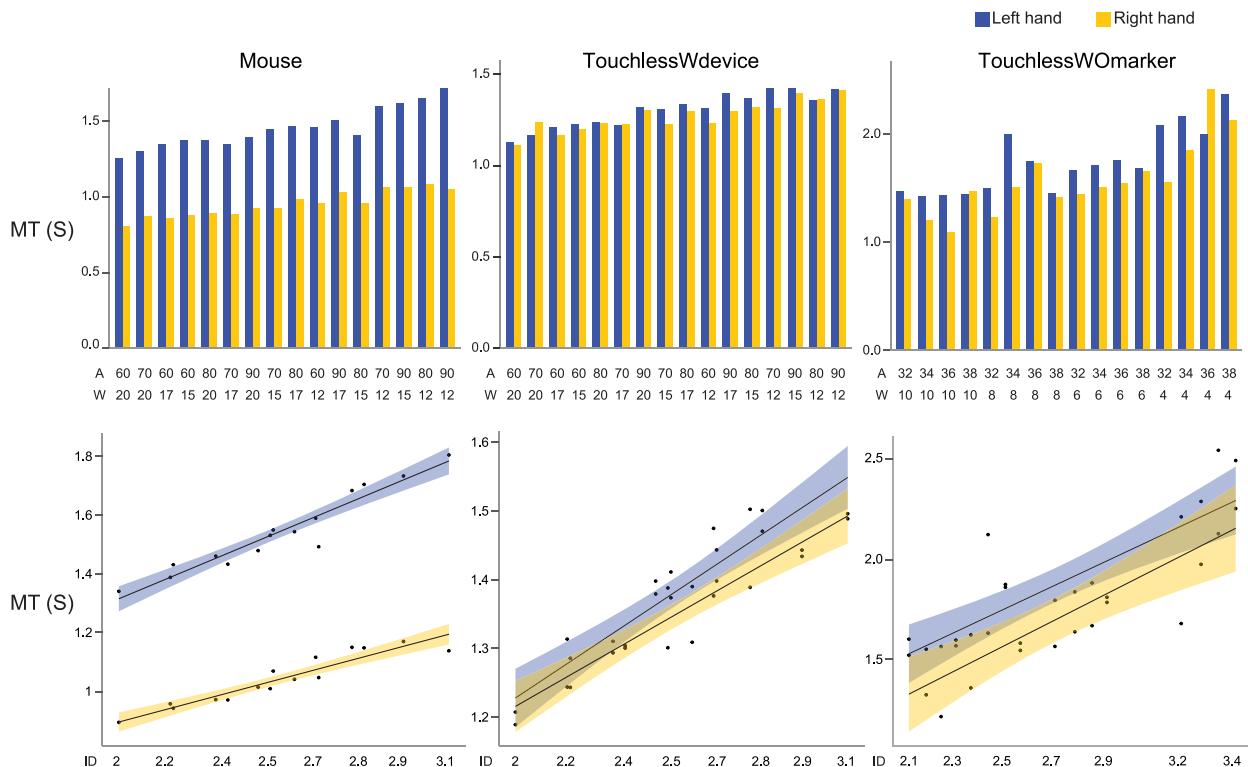 Left hand Right hand
Mouse TouchlessWdevice TouchlessWOmarker
MT (S)
1.5
1.0
0.5
0.0
1.5
1.0
0.5
0.0
2.0
1.0
0.0
A 60 70 60 60 80 70 90 80 70 60 90 80 70 90 80 90
W 20 20 17 15 20 17 20 15 17 12 17 15 12 15 12 12
60 70 60 60 80 70 90 70 80 60 90 80 70 90 80 90
20 20 17 15 20 17 20 15 17 12 17 15 12 15 12 12
A 32 34 36 38 32 34 36 38 32 34 36 38 32 34 36 38
W 10 10 10 10 8 8 8 8 6 6 6 6 4 4 4 4
MT (S)
1.8
1.6
1.4
1.2
1
ID 2 2.2 2.4 2.5 2.7 2.8 2.9 3.1
1.6
1.5
1.4
1.3
1.2
ID 2 2.2 2.4 2.5 2.7 2.8 2.9 3.1
2.5
2.0
1.5
ID 2.1 2.3 2.5 2.7 2.9 3.2 3.4